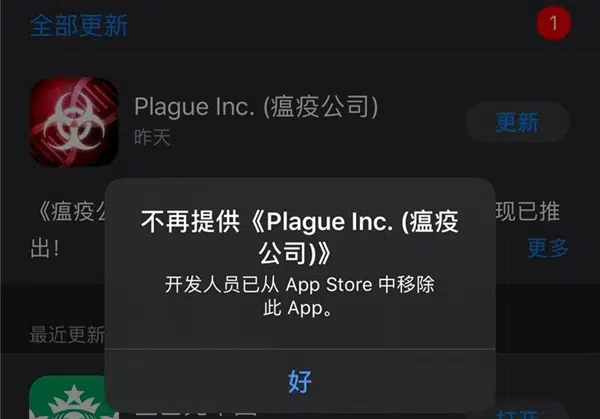 全部更新
1
Plague Inc. (瘟疫公司)
昨天
更新
《瘟疫公
现已推
出!
更多
不再提供《Plague Inc. (瘟疫
公司)》
开发人员已从 App Store 中移除
此 App。
好
最近更新
打开